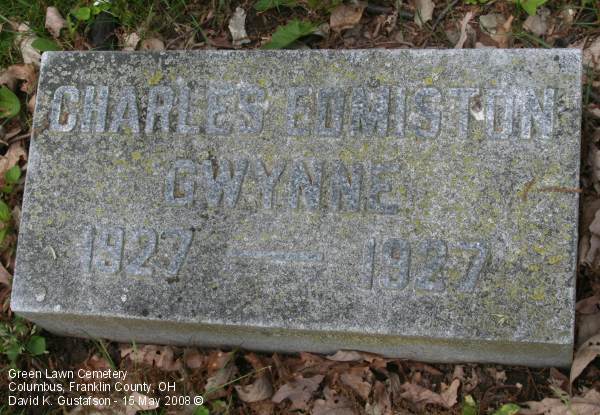 CHARLES EDMISTON
GWYNNE
1927 — 1927
Green Lawn Cemetery
Columbus, Franklin County, OH
David K. Gustafson - 15 May 2008 ©